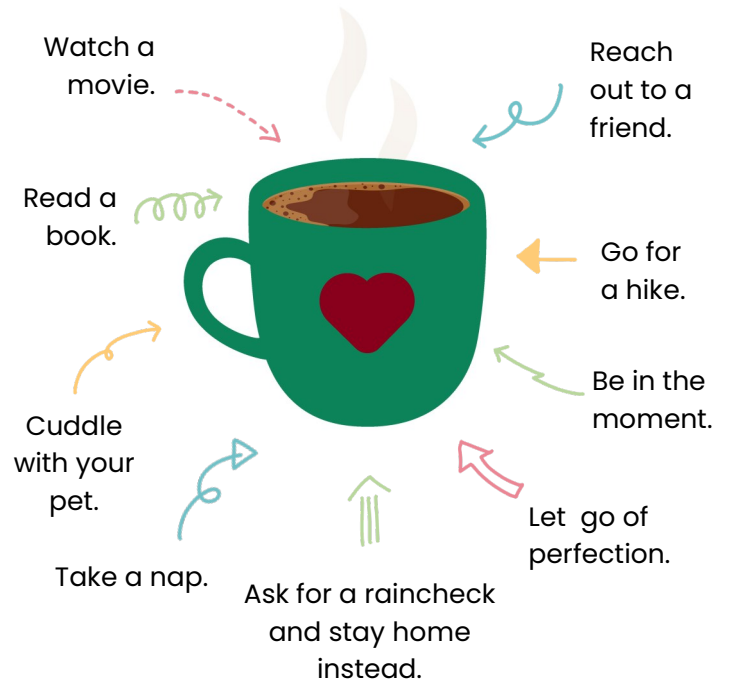 Watch a
movie.
Reach
out to a
friend.
Read a
book.
Go for
a hike.
Be in the
moment.
Cuddle
with your
pet.
Let go of
perfection.
Take a nap.
Ask for a raincheck
and stay home
instead.